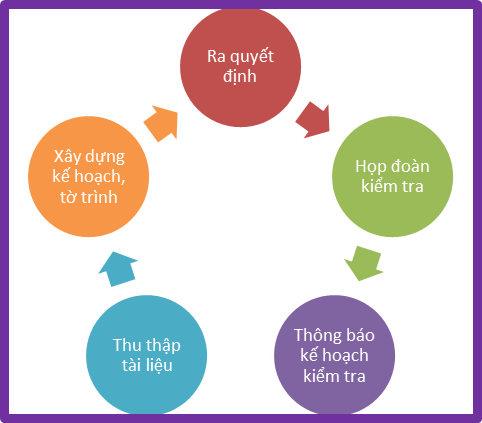 Ra quyết
định
Họp đoàn
kiểm tra
Thông báo
kế hoạch
kiểm tra
Thu thập
tài liệu
Xây dựng
kế hoạch,
tờ trình